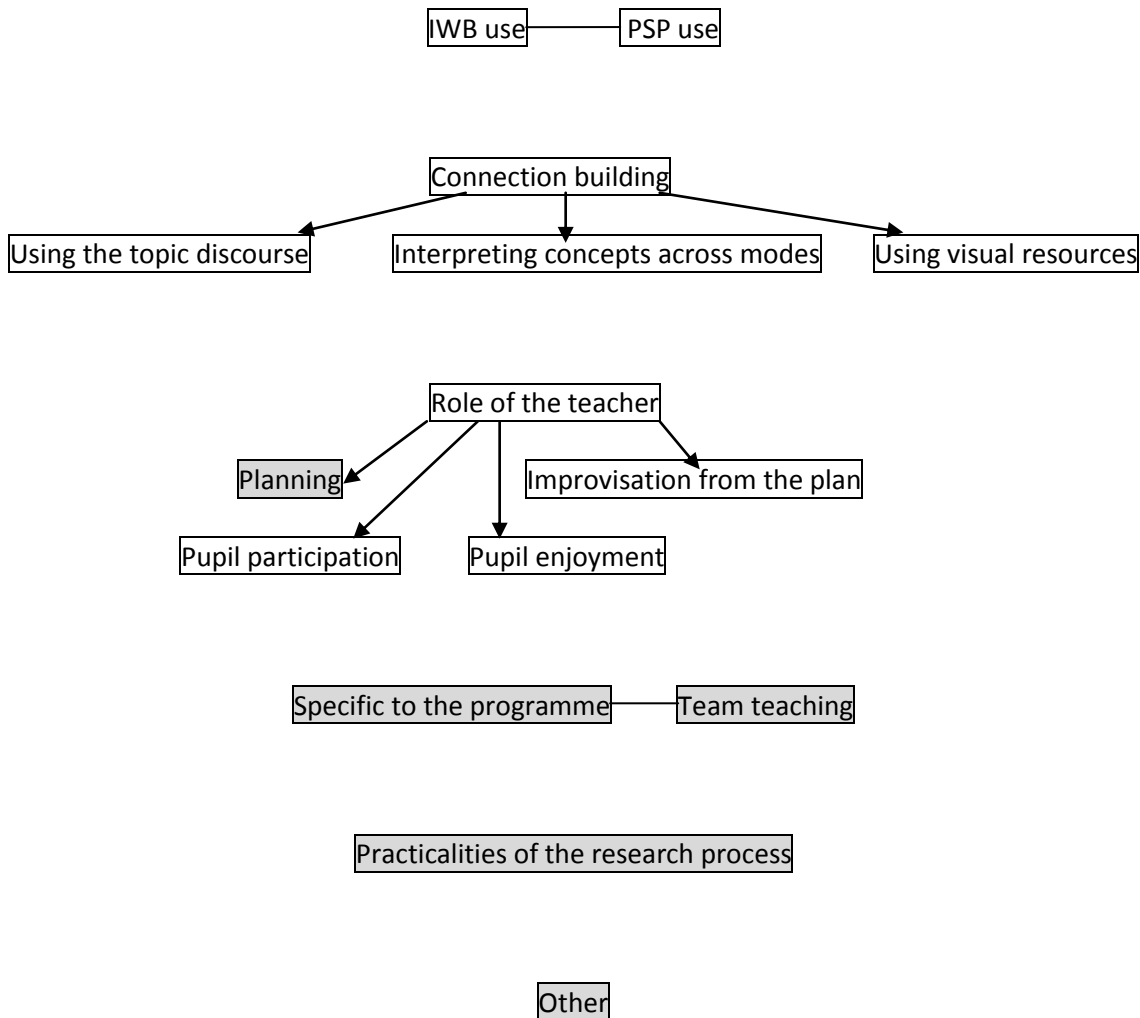 IWB use PSP use
Connection building
Using the topic discourse Interpreting concepts across modes Using visual resources
Role of the teacher
Planning Improvisation from the plan
Pupil participation Pupil enjoyment
Specific to the programme Team teaching
Practicalities of the research process
Other